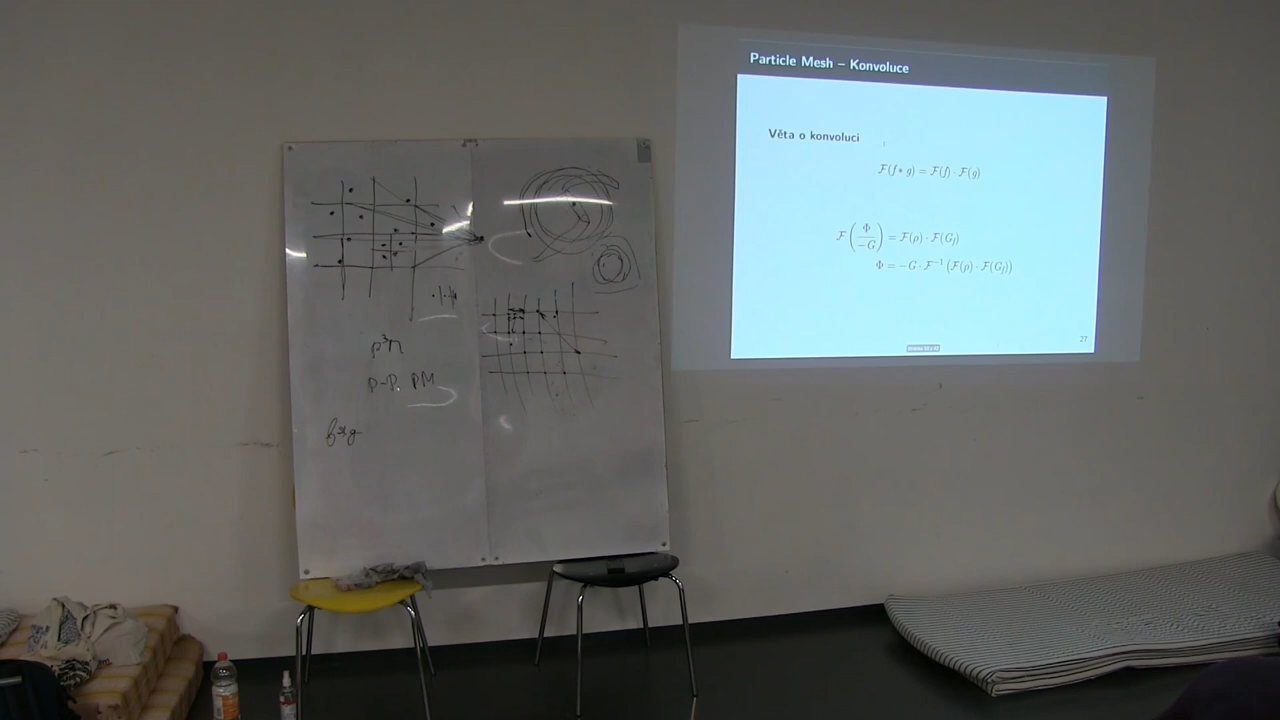 p³m
p-p, PM
f*g
Particle Mesh – Konvoluce
Věta o konvoluci
ℱ(f * g) = ℱ(f) · ℱ(g)
ℱ(Φ/−G) = ℱ(ρ) · ℱ(G_f)
Φ = −G · ℱ⁻¹ (ℱ(ρ) · ℱ(G_f))
27